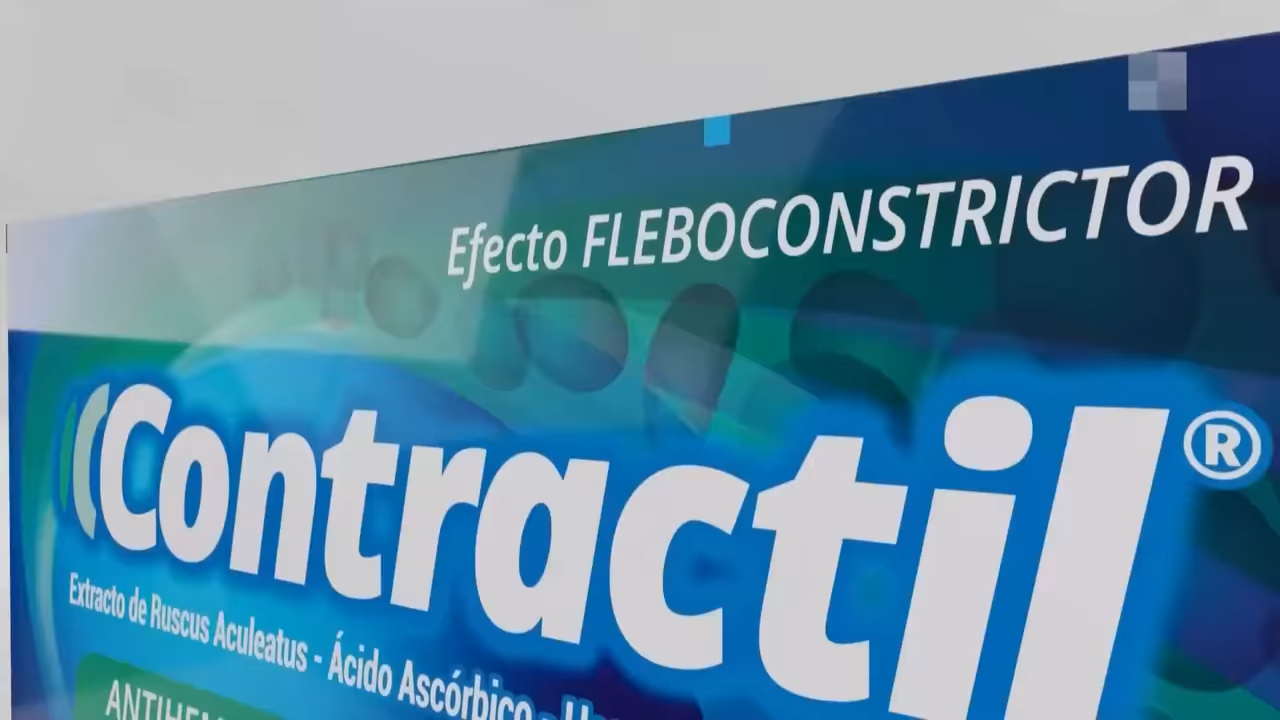 Efecto FLEBOCONSTRICTOR
Contractil®
Extracto de Ruscus Aculeatus - Ácido Ascórbico -